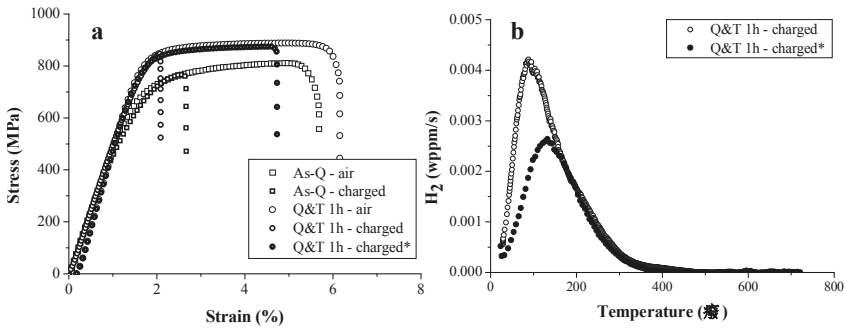 a
Stress (MPa)
1000
800
600
400
200
0
0
2
4
6
8
Strain (%)
As-Q - air
As-Q - charged
Q&T 1h - air
Q&T 1h - charged
Q&T 1h - charged*
b
H2 (wppm/s)
0.005
0.004
0.003
0.002
0.001
0.000
0
200
400
600
800
Temperature (癈)
Q&T 1h - charged
Q&T 1h - charged*